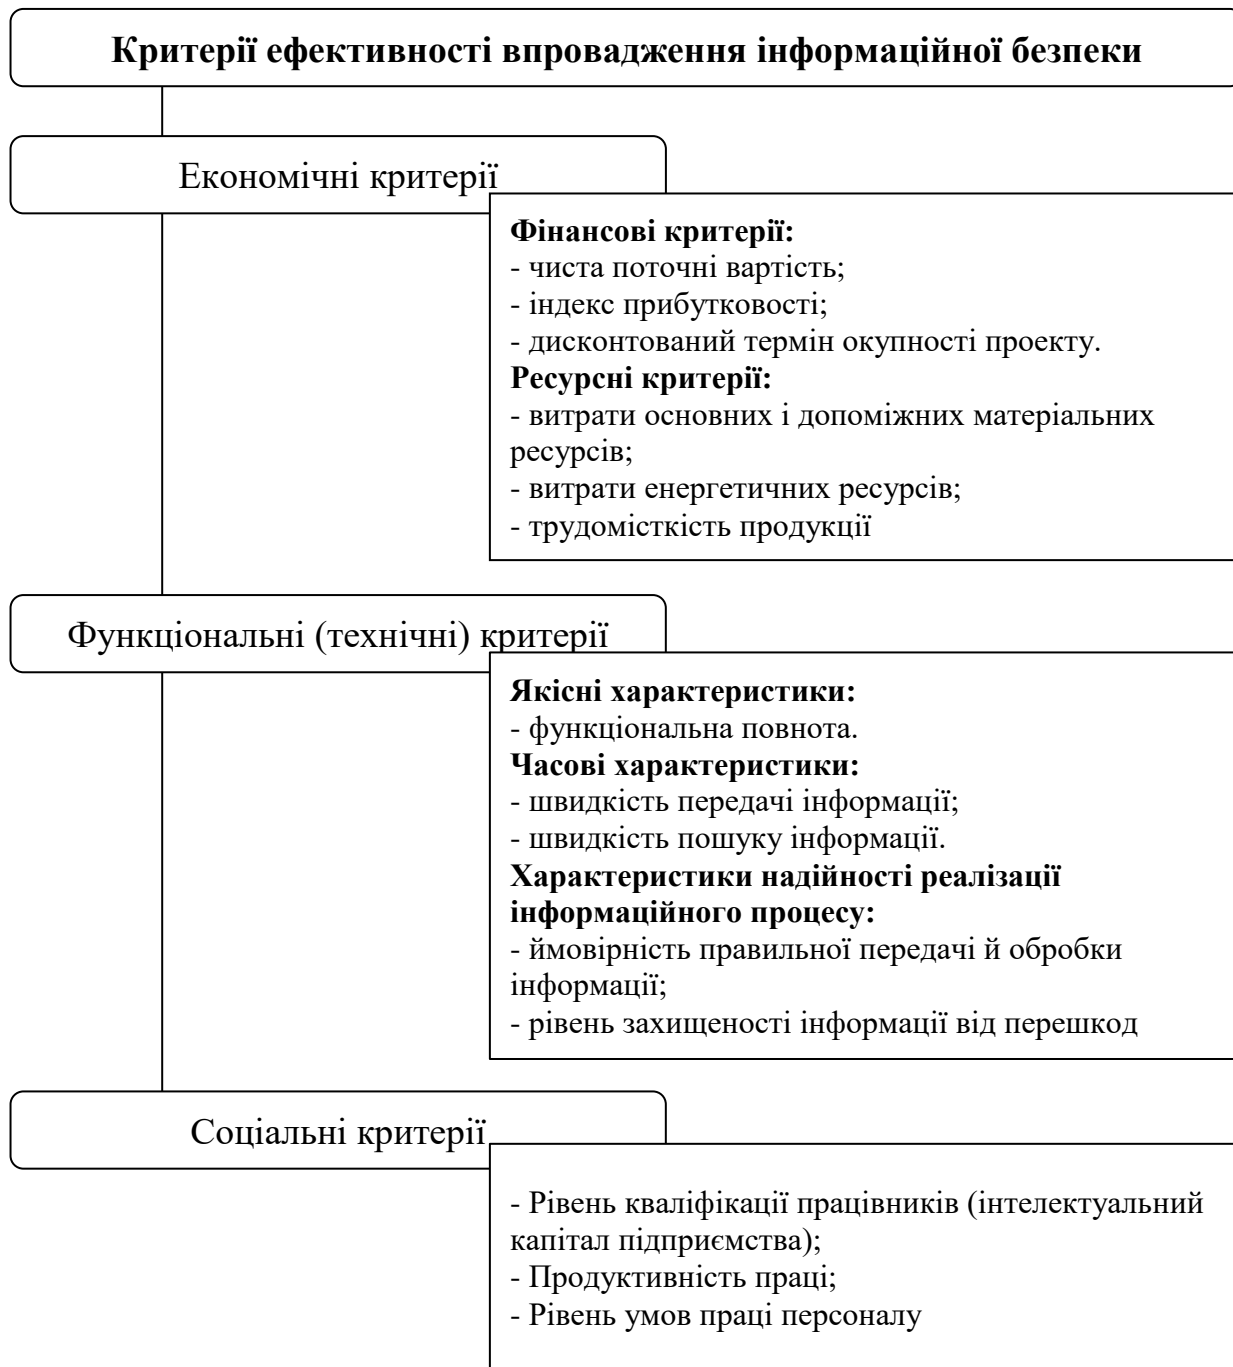 Критерії ефективності впровадження інформаційної безпеки
Економічні критерії
Фінансові критерії:
- чиста поточні вартість;
- індекс прибутковості;
- дисконтований термін окупності проекту.
Ресурсні критерії:
- витрати основних і допоміжних матеріальних
ресурсів;
- витрати енергетичних ресурсів;
- трудомісткість продукції
Функціональні (технічні) критерії
Якісні характеристики:
- функціональна повнота.
Часові характеристики:
- швидкість передачі інформації;
- швидкість пошуку інформації.
Характеристики надійності реалізації
інформаційного процесу:
- ймовірність правильної передачі й обробки
інформації;
- рівень захищеності інформації від перешкод
Соціальні критерії
- Рівень кваліфікації працівників (інтелектуальний
капітал підприємства);
- Продуктивність праці;
- Рівень умов праці персоналу